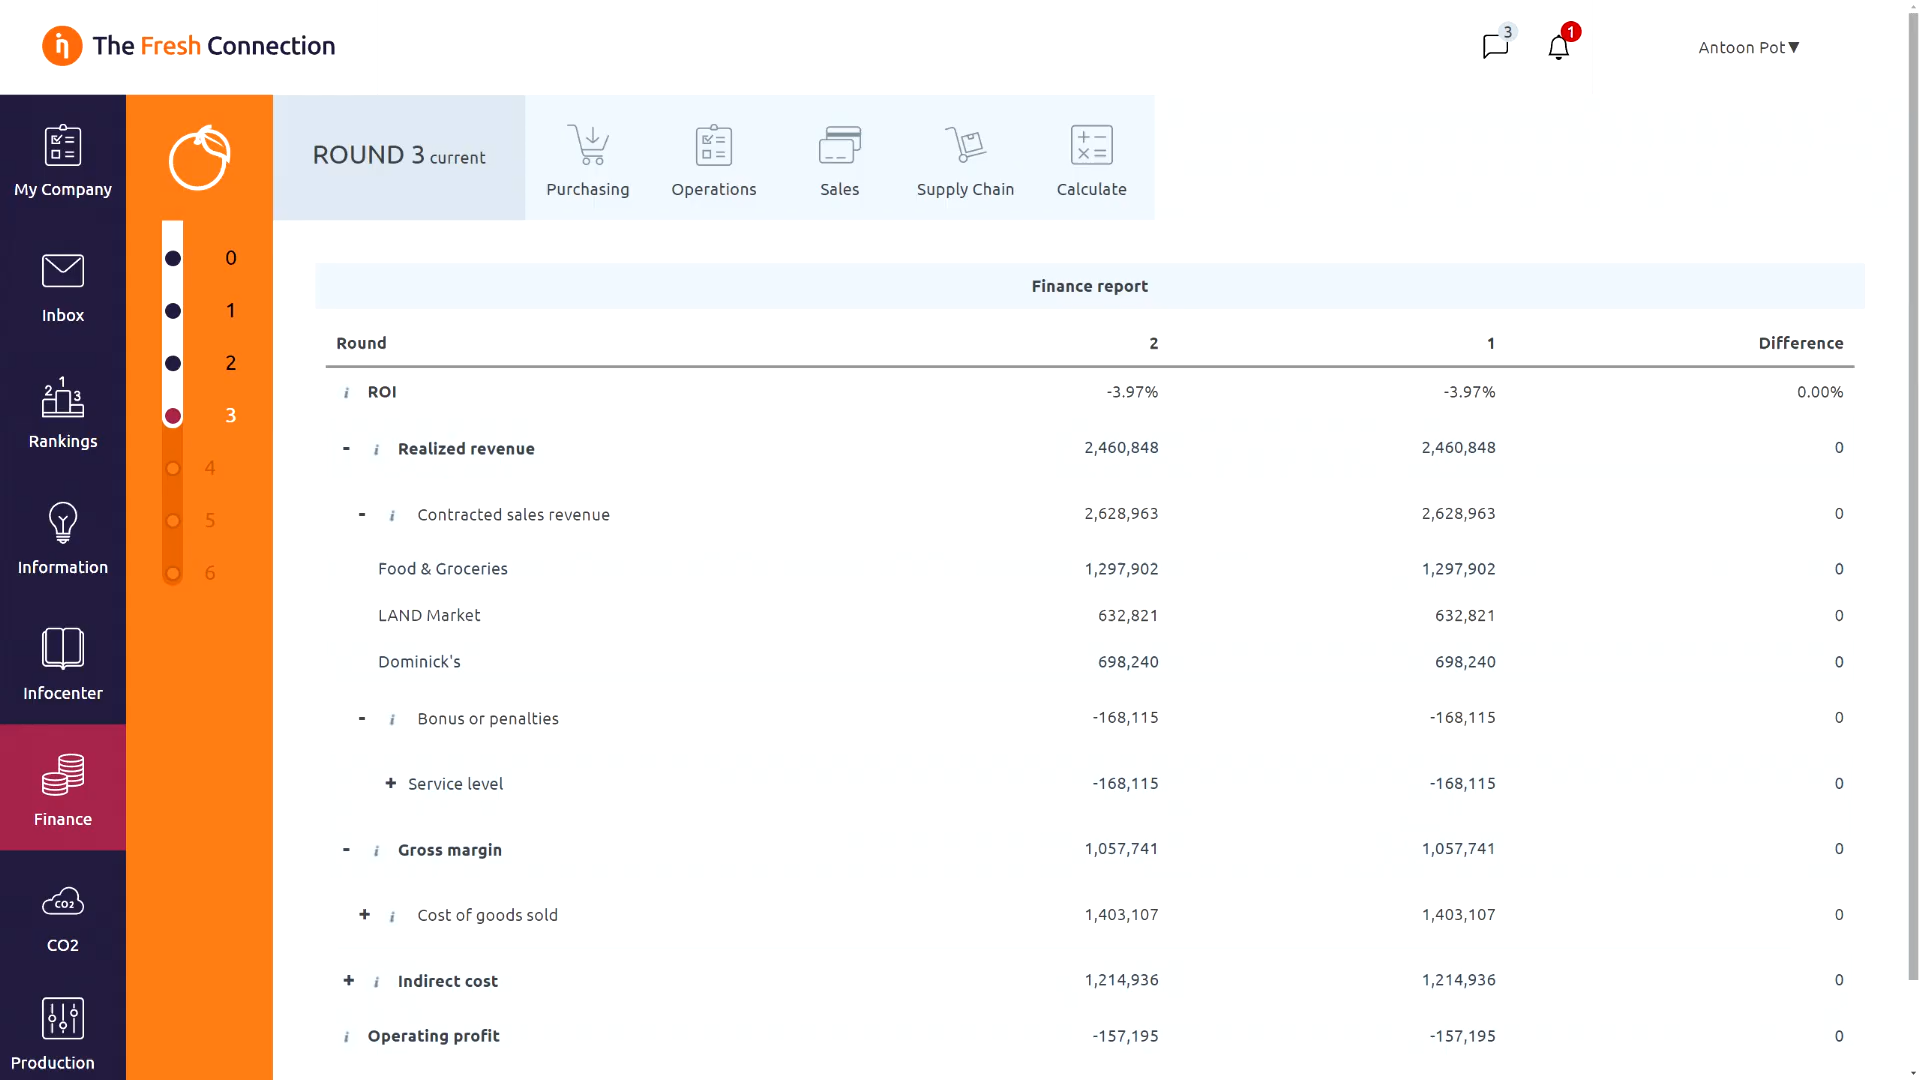 The Fresh Connection
3
1
Antoon Pot▼
My Company
Inbox
2 1 3
Rankings
Information
Infocenter
Finance
CO2
CO2
Production
0
1
2
3
4
5
6
ROUND 3 current
Purchasing
Operations
Sales
Supply Chain
Calculate
Finance report
Round 2 1 Difference
i ROI -3.97% -3.97% 0.00%
- i Realized revenue 2,460,848 2,460,848 0
- i Contracted sales revenue 2,628,963 2,628,963 0
Food & Groceries 1,297,902 1,297,902 0
LAND Market 632,821 632,821 0
Dominick's 698,240 698,240 0
- i Bonus or penalties -168,115 -168,115 0
+ Service level -168,115 -168,115 0
- i Gross margin 1,057,741 1,057,741 0
+ i Cost of goods sold 1,403,107 1,403,107 0
+ i Indirect cost 1,214,936 1,214,936 0
i Operating profit -157,195 -157,195 0